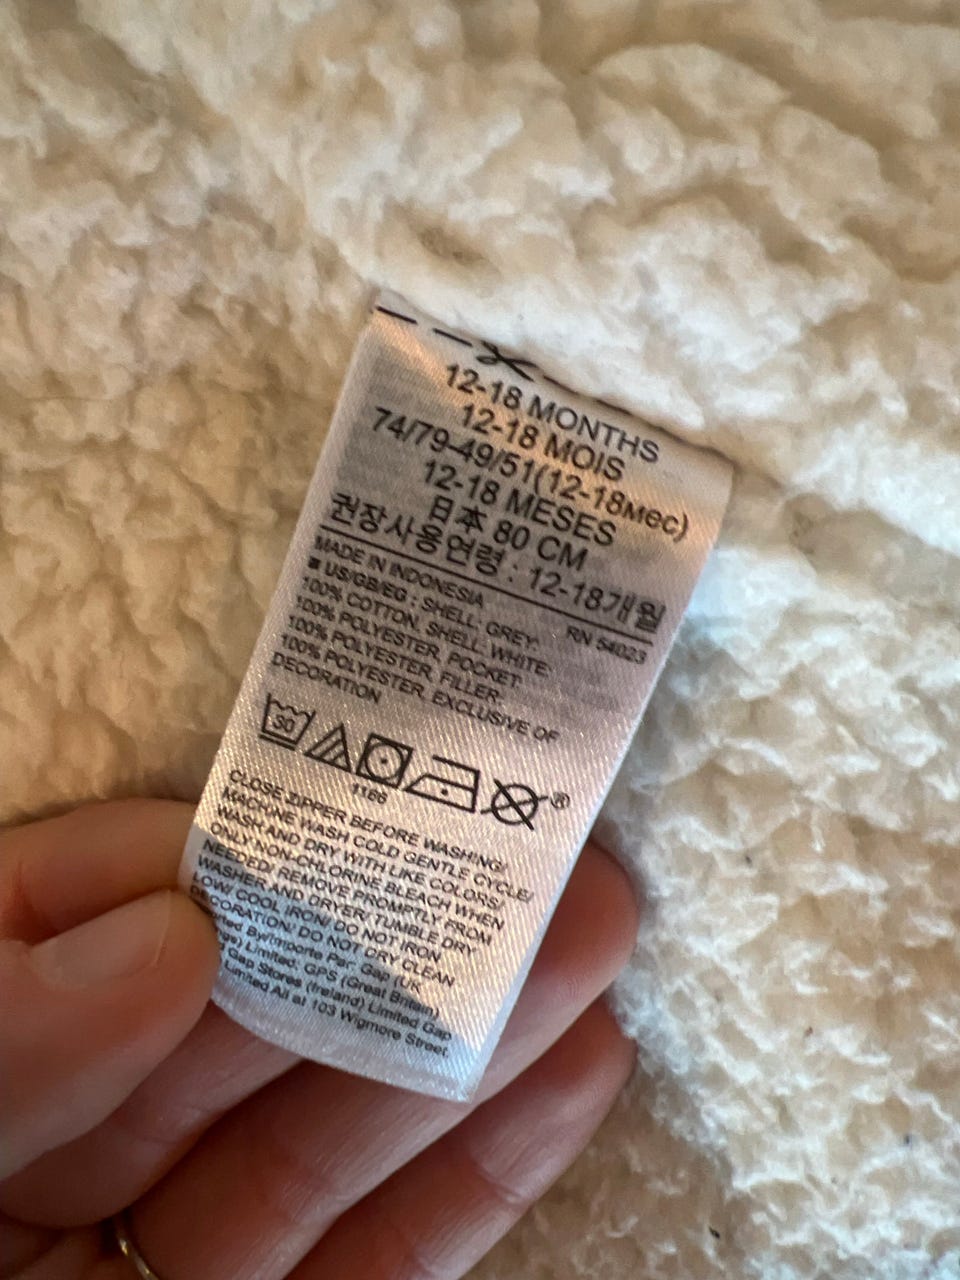 12-18 MONTHS
12-18 MOIS
74/79-49/51(12-18мес)
12-18 MESES
日本 80 CM
권장사용연령 : 12-18개월
MADE IN INDONESIA
RN 54023
■ US/GB/EG : SHELL: GREY:
100% COTTON, SHELL, WHITE:
100% POLYESTER, POCKET:
100% POLYESTER, FILLER:
100% POLYESTER, EXCLUSIVE OF
DECORATION
30
®
1186
CLOSE ZIPPER BEFORE WASHING/
MACHINE WASH COLD GENTLE CYCLE/
WASH AND DRY WITH LIKE COLORS/
ONLY NON-CHLORINE BLEACH WHEN
NEEDED/ REMOVE PROMPTLY FROM
WASHER AND DRYER/ TUMBLE DRY
LOW/ COOL IRON/ DO NOT IRON
DECORATION/ DO NOT DRY CLEAN
By/Importe Par: Gap (UK
Limited; GPS (Great Britain)
Gap Stores (Ireland) Limited Gap
Limited All at 103 Wigmore Street.